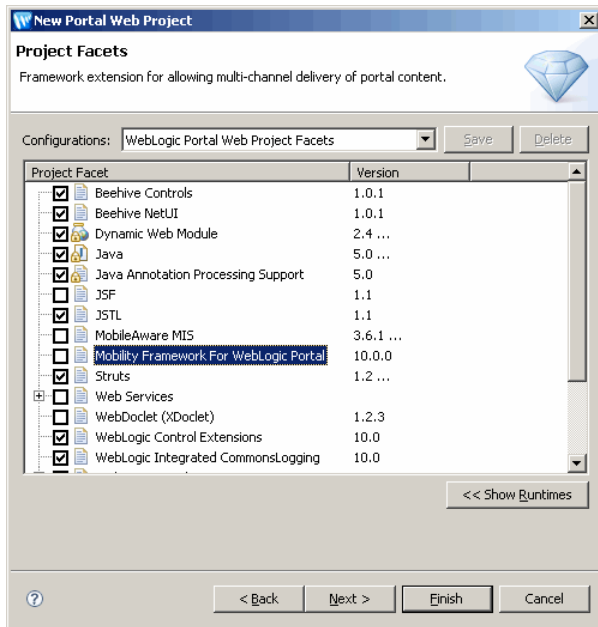 New Portal Web Project
Project Facets
Framework extension for allowing multi-channel delivery of portal content.
Configurations: WebLogic Portal Web Project Facets Save Delete
Project Facet Version
Beehive Controls 1.0.1
Beehive NetUI 1.0.1
Dynamic Web Module 2.4 ...
Java 5.0 ...
Java Annotation Processing Support 5.0
JSF 1.1
JSTL 1.1
MobileAware MIS 3.6.1 ...
Mobility Framework For WebLogic Portal 10.0.0
Struts 1.2 ...
Web Services
WebDoclet (XDoclet) 1.2.3
WebLogic Control Extensions 10.0
WebLogic Integrated CommonsLogging 10.0
<< Show Runtimes
? < Back Next > Finish Cancel